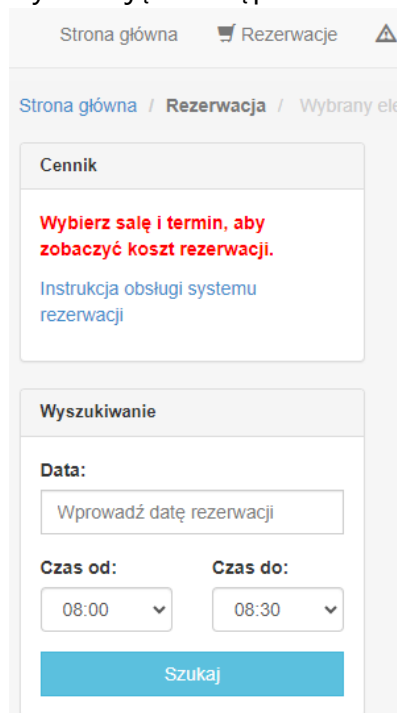 Strona główna Rezerwacje
Strona główna / Rezerwacja / Wybrany
Cennik
Wybierz salę i termin, aby
zobaczyć koszt rezerwacji.
Instrukcja obsługi systemu
rezerwacji
Wyszukiwanie
Data:
Wprowadź datę rezerwacji
Czas od: Czas do:
08:00 08:30
Szukaj